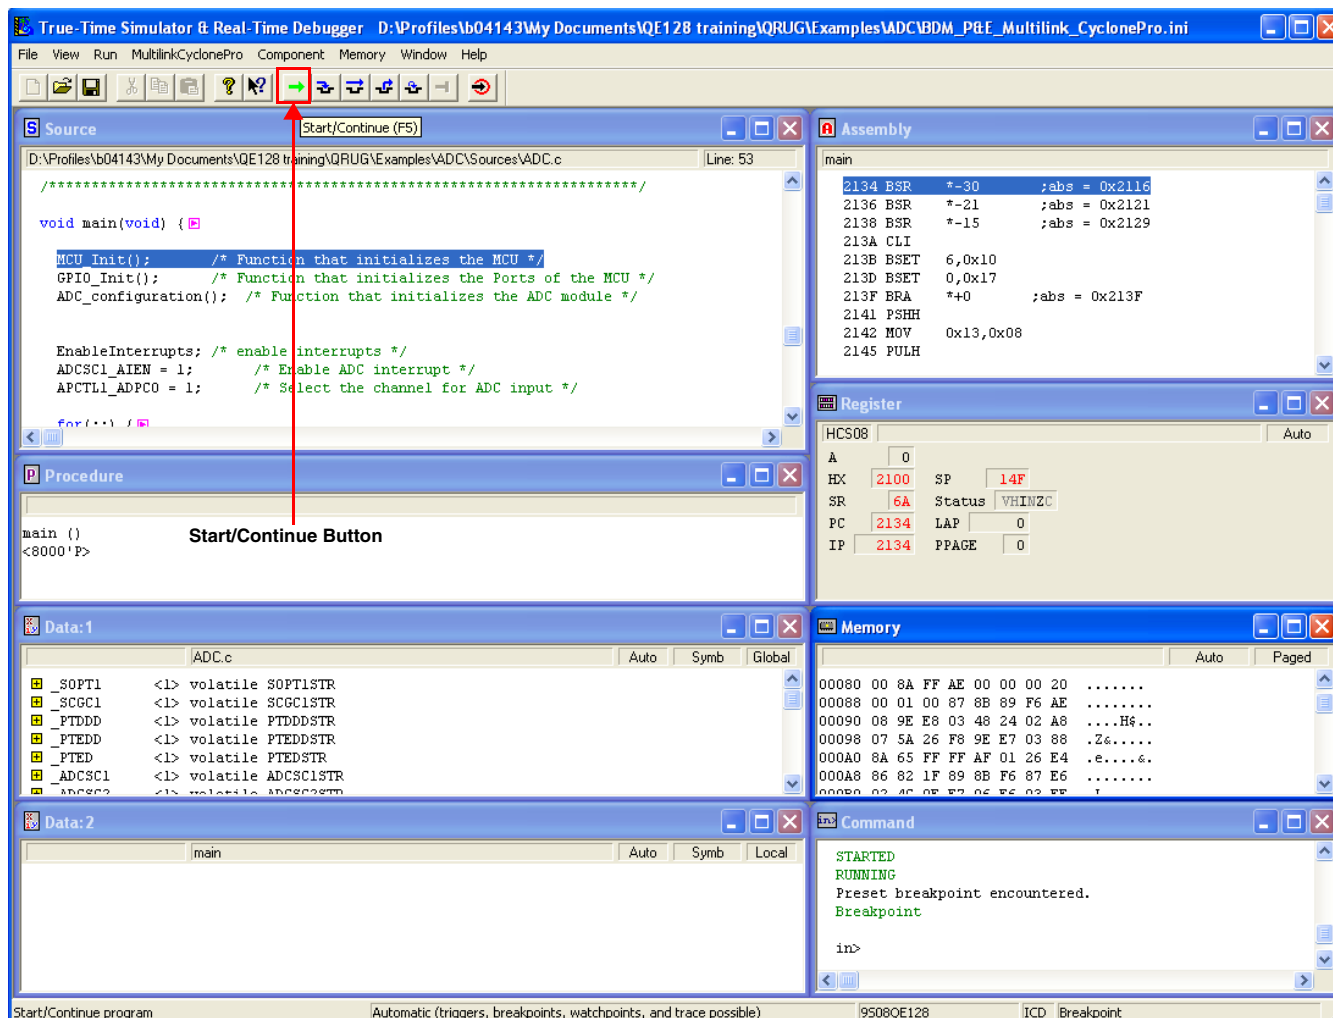 True-Time Simulator & Real-Time Debugger D:\Profiles\b04143\My Documents\QE128 training\QRUG\Examples\ADC\BDM_P&E_Multilink_CyclonePro.ini
File View Run MultilinkCyclonePro Component Memory Window Help
Start/Continue (F5)
Source
D:\Profiles\b04143\My Documents\QE128 training\QRUG\Examples\ADC\Sources\ADC.c Line: 53
/*********************************************************************/
void main(void) {
MCU_Init(); /* Function that initializes the MCU */
GPIO_Init(); /* Function that initializes the Ports of the MCU */
ADC_configuration(); /* Function that initializes the ADC module */
EnableInterrupts; /* enable interrupts */
ADCSC1_AIEN = 1; /* Enable ADC interrupt */
APCTL1_ADPC0 = 1; /* Select the channel for ADC input */
for(;;) {
Assembly
main
2134 BSR *-30 ;abs = 0x2116
2136 BSR *-21 ;abs = 0x2121
2138 BSR *-15 ;abs = 0x2129
213A CLI
213B BSET 6,0x10
213D BSET 0,0x17
213F BRA *+0 ;abs = 0x213F
2141 PSHH
2142 MOV 0x13,0x08
2145 PULH
Register
HCS08 Auto
A 0
HX 2100 SP 14F
SR 6A Status VHINZC
PC 2134 LAP 0
IP 2134 PPAGE 0
Procedure
main ()
<8000'P>
Start/Continue Button
Data:1
ADC.c Auto Symb Global
_SOPT1 <1> volatile SOPT1STR
_SCGC1 <1> volatile SCGC1STR
_PTDDD <1> volatile PTDDDSTR
_PTEDD <1> volatile PTEDDSTR
_PTED <1> volatile PTEDSTR
_ADCSC1 <1> volatile ADCSC1STR
_ADCSC2 <1> volatile ADCSC2STR
Memory
Auto Paged
00080 00 8A FF AE 00 00 00 20 .......
00088 00 01 00 87 8B 89 F6 AE ........
00090 08 9E E8 03 48 24 02 A8 ....H$..
00098 07 5A 26 F8 9E E7 03 88 .Z&.....
000A0 8A 65 FF FF AF 01 26 E4 .e....&.
000A8 86 82 1F 89 8B F6 87 E6 ........
Data:2
main Auto Symb Local
Command
STARTED
RUNNING
Preset breakpoint encountered.
Breakpoint
in>
Start/Continue program Automatic (triggers, breakpoints, watchpoints, and trace possible) 9S08QE128 ICD Breakpoint